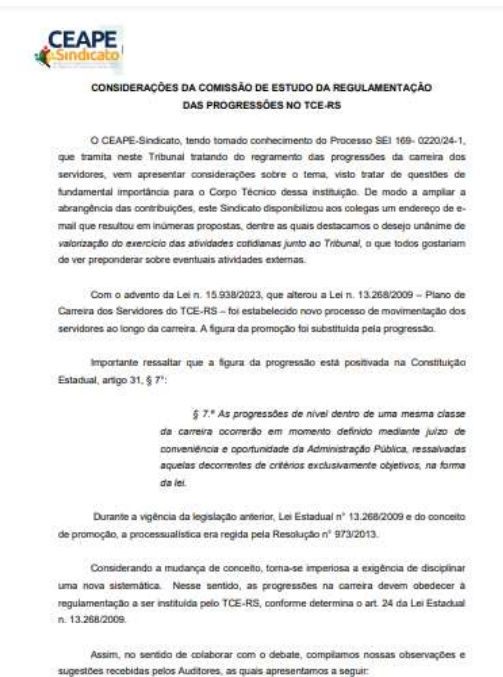 CEAPE
Sindicato
CONSIDERAÇÕES DA COMISSÃO DE ESTUDO DA REGULAMENTAÇÃO
DAS PROGRESSÕES NO TCE-RS
O CEAPE-Sindicato, tendo tomado conhecimento do Processo SEI 169- 0220/24-1,
que tramita neste Tribunal tratando do regramento das progressões da carreira dos
servidores, vem apresentar considerações sobre o tema, visto tratar de questões de
fundamental importância para o Corpo Técnico dessa instituição. De modo a ampliar a
abrangência das contribuições, este Sindicato disponibilizou aos colegas um endereço de e-
mail que resultou em inúmeras propostas, dentre as quais destacamos o desejo unânime de
valorização do exercício das atividades cotidianas junto ao Tribunal, o que todos gostariam
de ver preponderar sobre eventuais atividades externas.
Com o advento da Lei n. 15.938/2023, que alterou a Lei n. 13.268/2009 – Plano de
Carreira dos Servidores do TCE-RS – foi estabelecido novo processo de movimentação dos
servidores ao longo da carreira. A figura da promoção foi substituída pela progressão.
Importante ressaltar que a figura da progressão está positivada na Constituição
Estadual, artigo 31, § 7°:
§ 7.º As progressões de nível dentro de uma mesma classe
da carreira ocorrerão em momento definido mediante juízo de
conveniência e oportunidade da Administração Pública, ressalvadas
aquelas decorrentes de critérios exclusivamente objetivos, na forma
da lei.
Durante a vigência da legislação anterior, Lei Estadual n° 13.268/2009 e do conceito
de promoção, a processualística era regida pela Resolução n° 973/2013.
Considerando a mudança de conceito, torna-se imperiosa a exigência de disciplinar
uma nova sistemática. Nesse sentido, as progressões na carreira devem obedecer à
regulamentação a ser instituída pelo TCE-RS, conforme determina o art. 24 da Lei Estadual
n. 13.268/2009.
Assim, no sentido de colaborar com o debate, compilamos nossas observações e
sugestões recebidas pelos Auditores, as quais apresentamos a seguir: